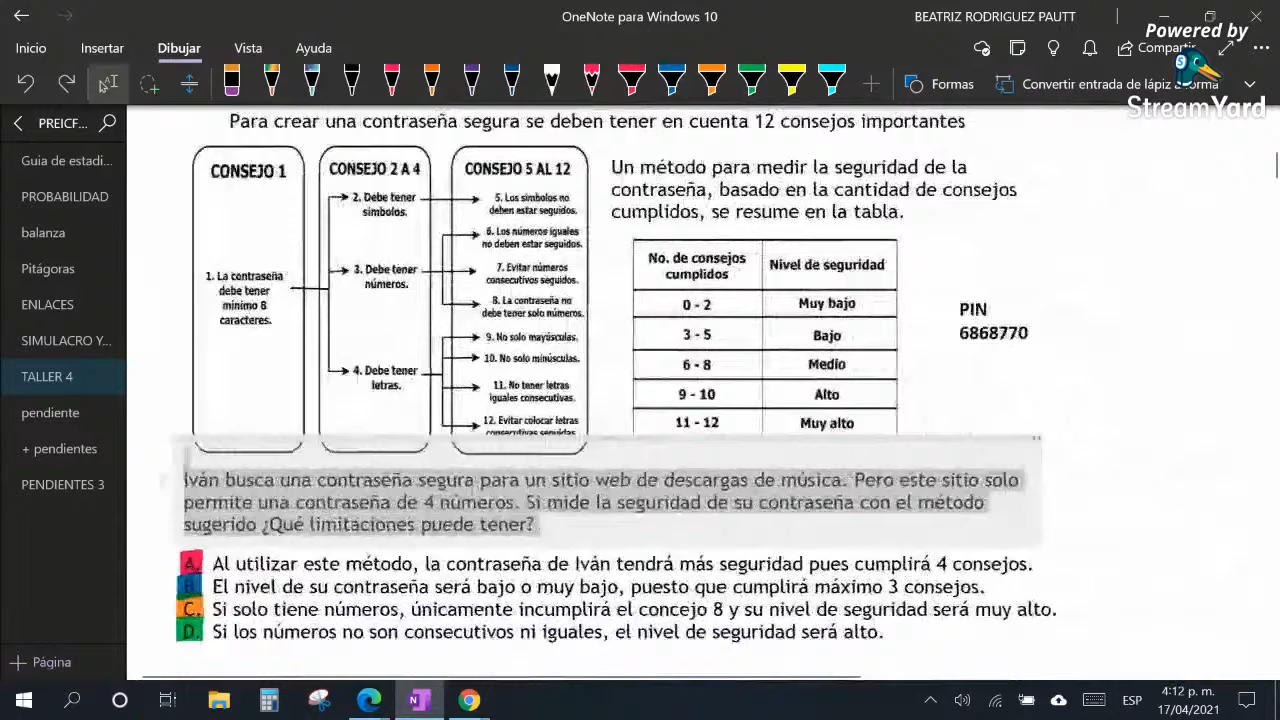 OneNote para Windows 10
BEATRIZ RODRIGUEZ PAUTT
Powered by
StreamYard
Inicio
Insertar
Dibujar
Vista
Ayuda
Compartir
Formas
Convertir entrada de lápiz a forma
PREICF...
Guia de estadi...
PROBABILIDAD
balanza
Pitágoras
ENLACES
SIMULACRO Y...
TALLER 4
pendiente
+ pendientes
PENDIENTES 3
Página
Para crear una contraseña segura se deben tener en cuenta 12 consejos importantes
CONSEJO 1
1. La contraseña
debe tener
mínimo 8
caracteres.
CONSEJO 2 A 4
2. Debe tener
símbolos.
3. Debe tener
números.
4. Debe tener
letras.
CONSEJO 5 AL 12
5. Los símbolos no
deben estar seguidos.
6. Los números iguales
no deben estar seguidos.
7. Evitar números
consecutivos seguidos.
8. La contraseña no
debe tener solo números.
9. No solo mayúsculas.
10. No solo minúsculas.
11. No tener letras
iguales consecutivas.
12. Evitar colocar letras
consecutivas seguidas
Un método para medir la seguridad de la
contraseña, basado en la cantidad de consejos
cumplidos, se resume en la tabla.
No. de consejos
cumplidos
Nivel de seguridad
0 - 2 Muy bajo
3 - 5 Bajo
6 - 8 Medio
9 - 10 Alto
11 - 12 Muy alto
PIN
6868770
Iván busca una contraseña segura para un sitio web de descargas de música. Pero este sitio solo
permite una contraseña de 4 números. Si mide la seguridad de su contraseña con el método
sugerido ¿Qué limitaciones puede tener?
A. Al utilizar este método, la contraseña de Iván tendrá más seguridad pues cumplirá 4 consejos.
B. El nivel de su contraseña será bajo o muy bajo, puesto que cumplirá máximo 3 consejos.
C. Si solo tiene números, únicamente incumplirá el concejo 8 y su nivel de seguridad será muy alto.
D. Si los números no son consecutivos ni iguales, el nivel de seguridad será alto.
ESP
4:12 p. m.
17/04/2021